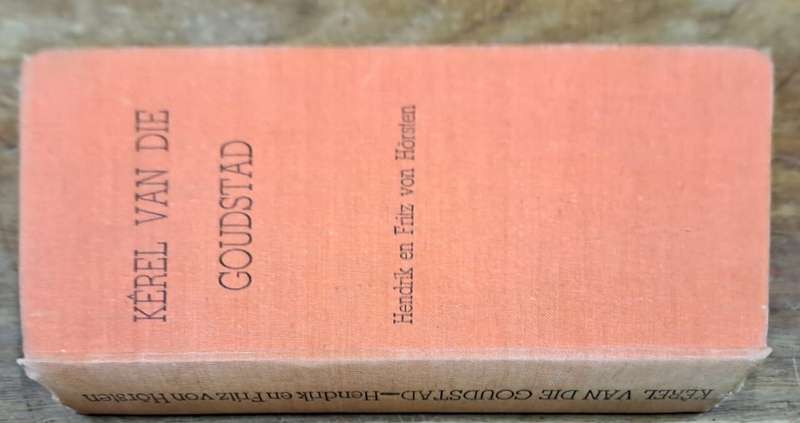 KÊREL VAN DIE
GOUDSTAD
Hendrik en Fritz von Hörsten
KÊREL VAN DIE GOUDSTAD—Hendrik en Fritz von Hörsten